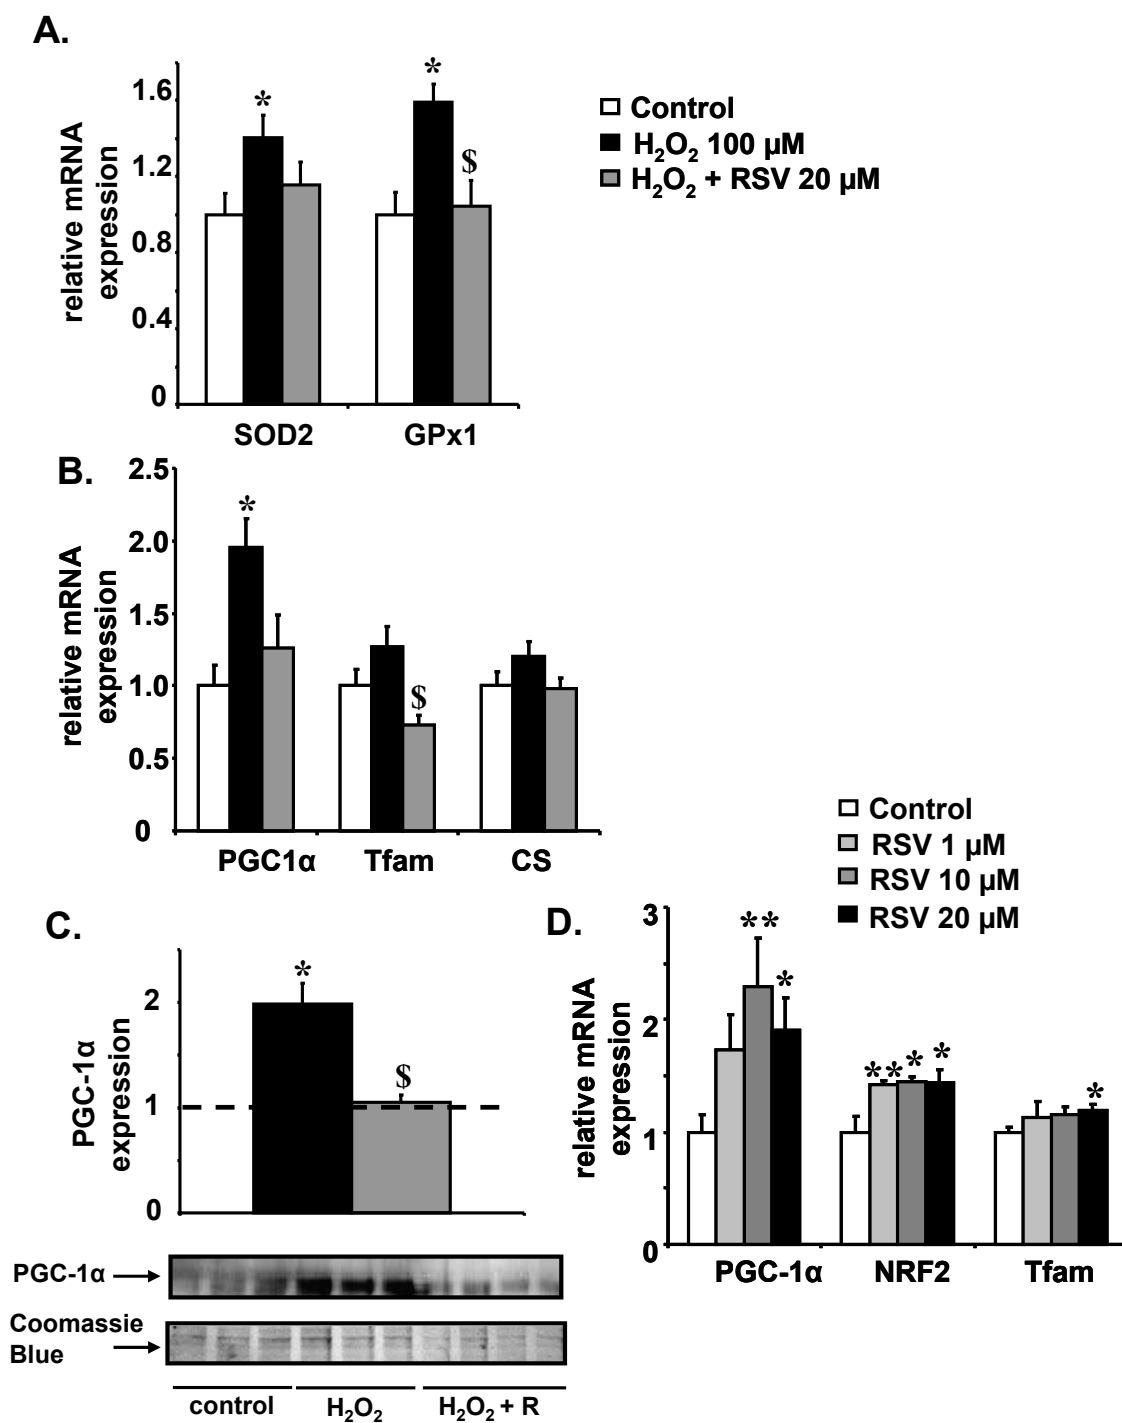 A.
relative mRNA
expression
1.6
1.2
0.8
0.4
0
*
*
$
SOD2
GPx1
Control
H₂O₂ 100 µM
H₂O₂ + RSV 20 µM
B.
relative mRNA
expression
2.5
2.0
1.5
1.0
0.5
0
*
$
PGC1α
Tfam
CS
C.
PGC-1α
expression
2
1
0
*
$
PGC-1α
Coomassie
Blue
control
H₂O₂
H₂O₂ + R
Control
RSV 1 µM
RSV 10 µM
RSV 20 µM
D.
relative mRNA
expression
3
2
1
0
**
*
**
*
*
*
PGC-1α
NRF2
Tfam